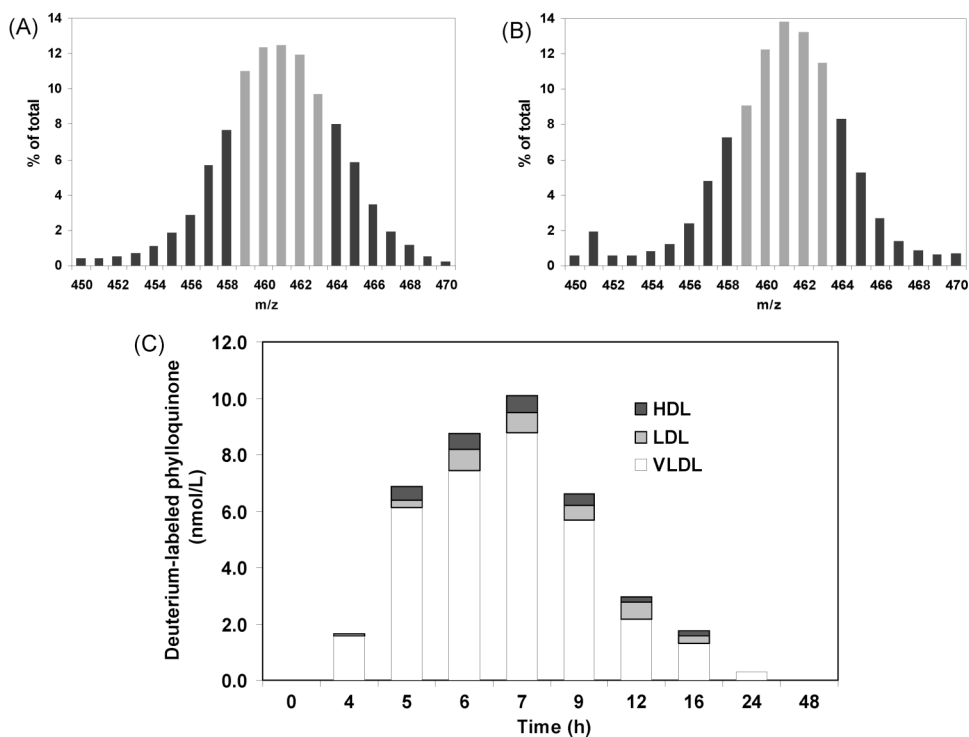 (A)
14
12
10
8
6
4
2
0
% of total
450 452 454 456 458 460 462 464 466 468 470
m/z
(B)
14
12
10
8
6
4
2
0
% of total
450 452 454 456 458 460 462 464 466 468 470
m/z
(C)
12.0
10.0
8.0
6.0
4.0
2.0
0.0
Deuterium-labeled phylloquinone
(nmol/L)
HDL
LDL
VLDL
0 4 5 6 7 9 12 16 24 48
Time (h)